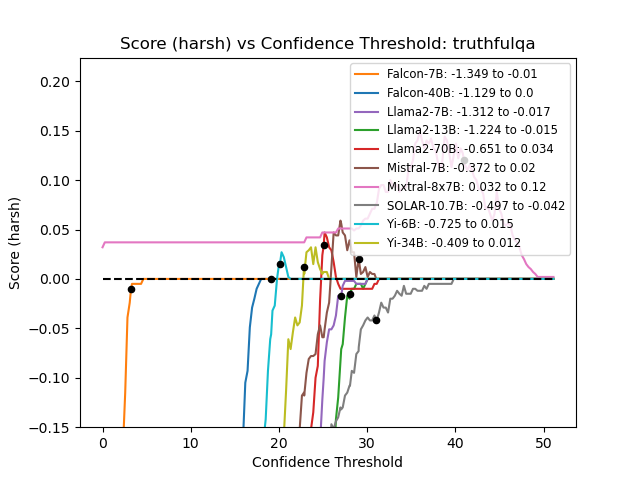 Score (harsh) vs Confidence Threshold: truthfulqa
Falcon-7B: -1.349 to -0.01
Falcon-40B: -1.129 to 0.0
Llama2-7B: -1.312 to -0.017
Llama2-13B: -1.224 to -0.015
Llama2-70B: -0.651 to 0.034
Mistral-7B: -0.372 to 0.02
Mixtral-8x7B: 0.032 to 0.12
SOLAR-10.7B: -0.497 to -0.042
Yi-6B: -0.725 to 0.015
Yi-34B: -0.409 to 0.012
Score (harsh)
0.20
0.15
0.10
0.05
0.00
−0.05
−0.10
−0.15
0 10 20 30 40 50
Confidence Threshold